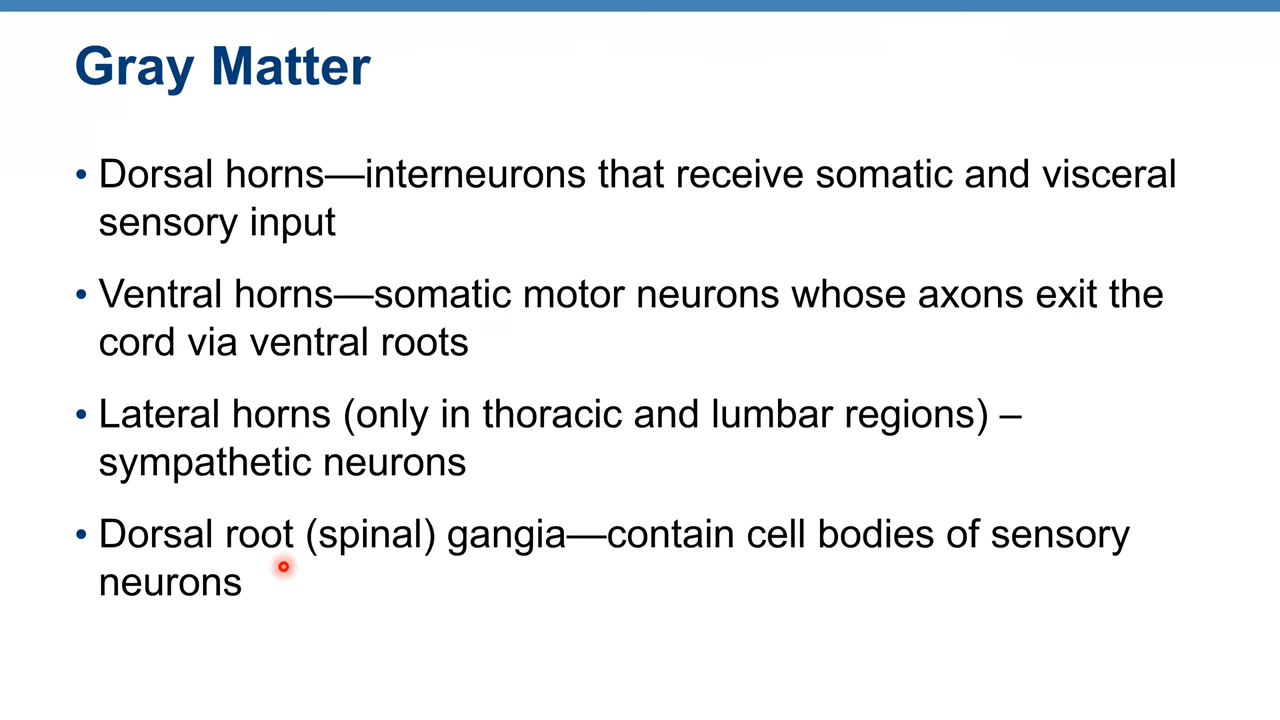 Gray Matter
• Dorsal horns—interneurons that receive somatic and visceral
sensory input
• Ventral horns—somatic motor neurons whose axons exit the
cord via ventral roots
• Lateral horns (only in thoracic and lumbar regions) –
sympathetic neurons
• Dorsal root (spinal) gangia—contain cell bodies of sensory
neurons